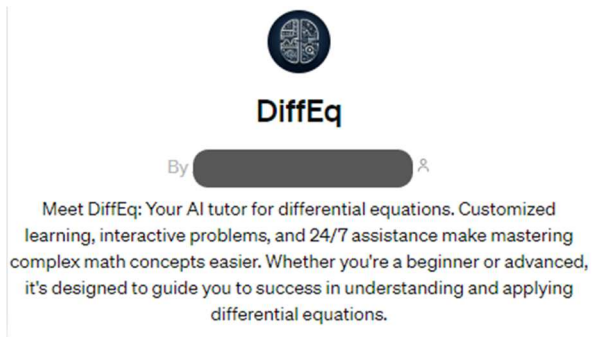 DiffEq
By
Meet DiffEq: Your AI tutor for differential equations. Customized
learning, interactive problems, and 24/7 assistance make mastering
complex math concepts easier. Whether you're a beginner or advanced,
it's designed to guide you to success in understanding and applying
differential equations.